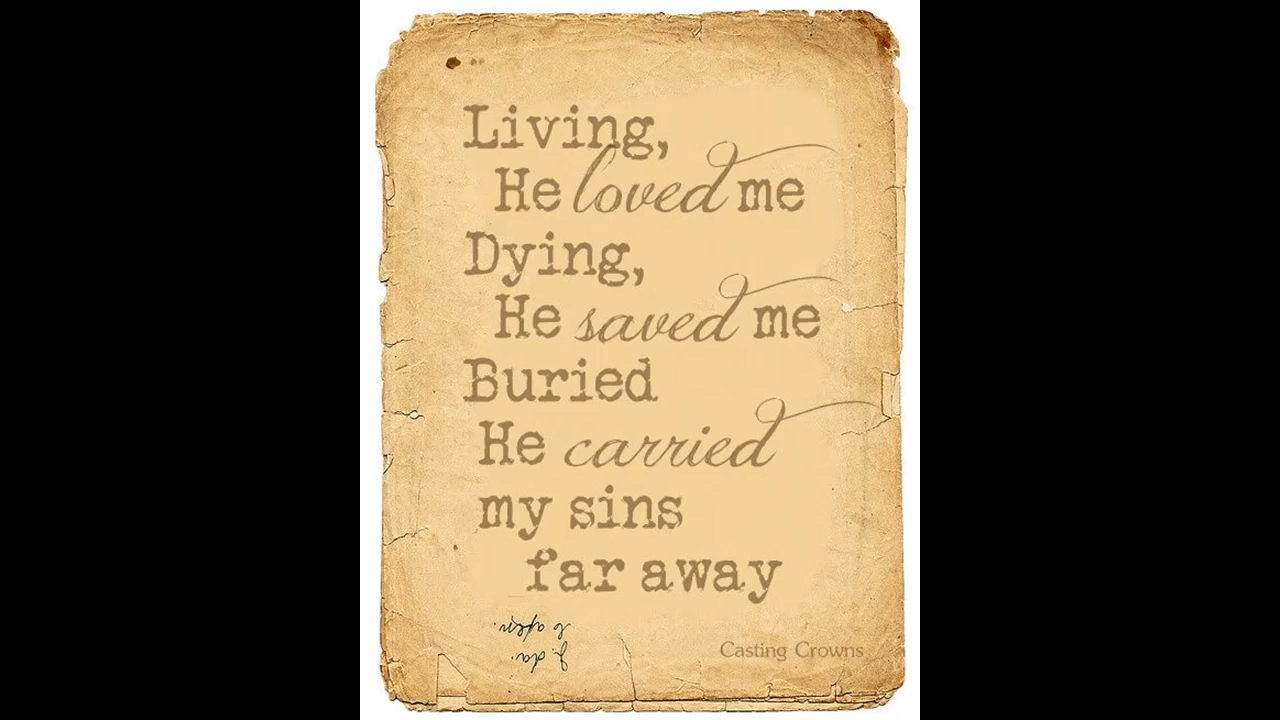 Living,
He loved me
Dying,
He saved me
Buried
He carried
my sins
far away
Casting Crowns